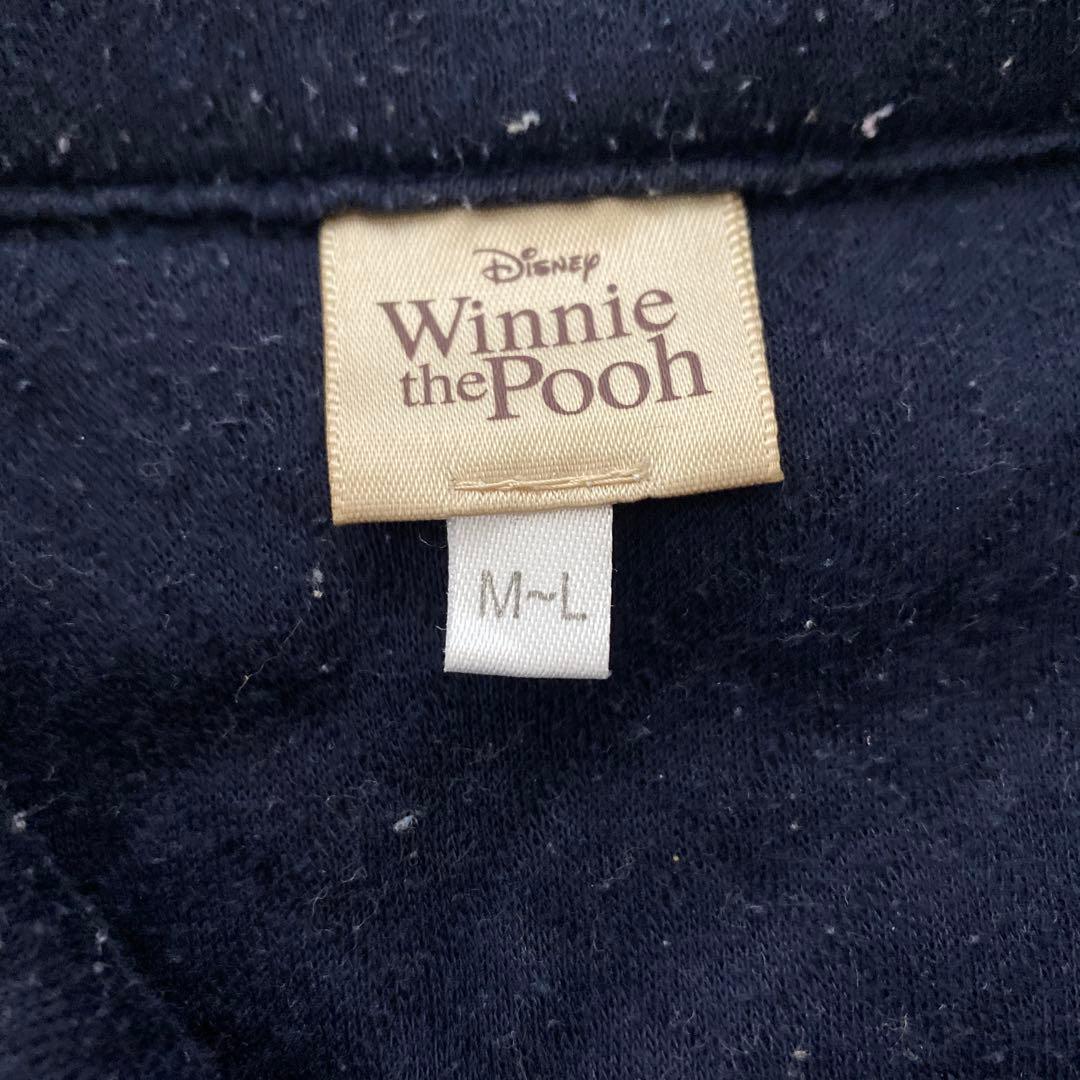 Disney
Winnie
the Pooh
M~L